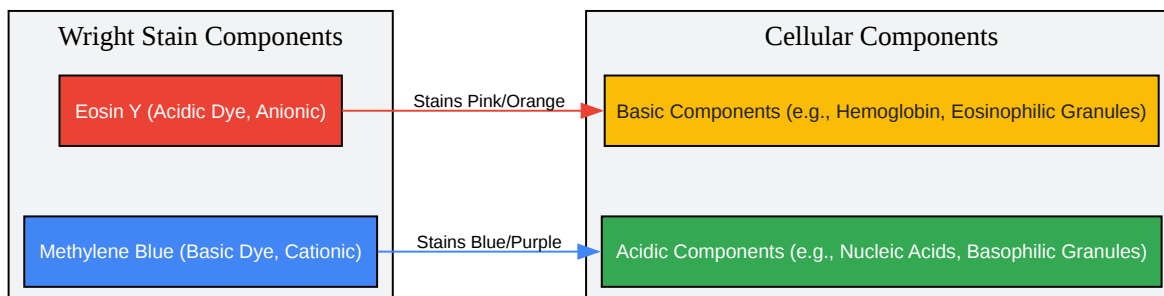 Wright Stain Components
Cellular Components
Eosin Y (Acidic Dye, Anionic)
Stains Pink/Orange
Basic Components (e.g., Hemoglobin, Eosinophilic Granules)
Methylene Blue (Basic Dye, Cationic)
Stains Blue/Purple
Acidic Components (e.g., Nucleic Acids, Basophilic Granules)